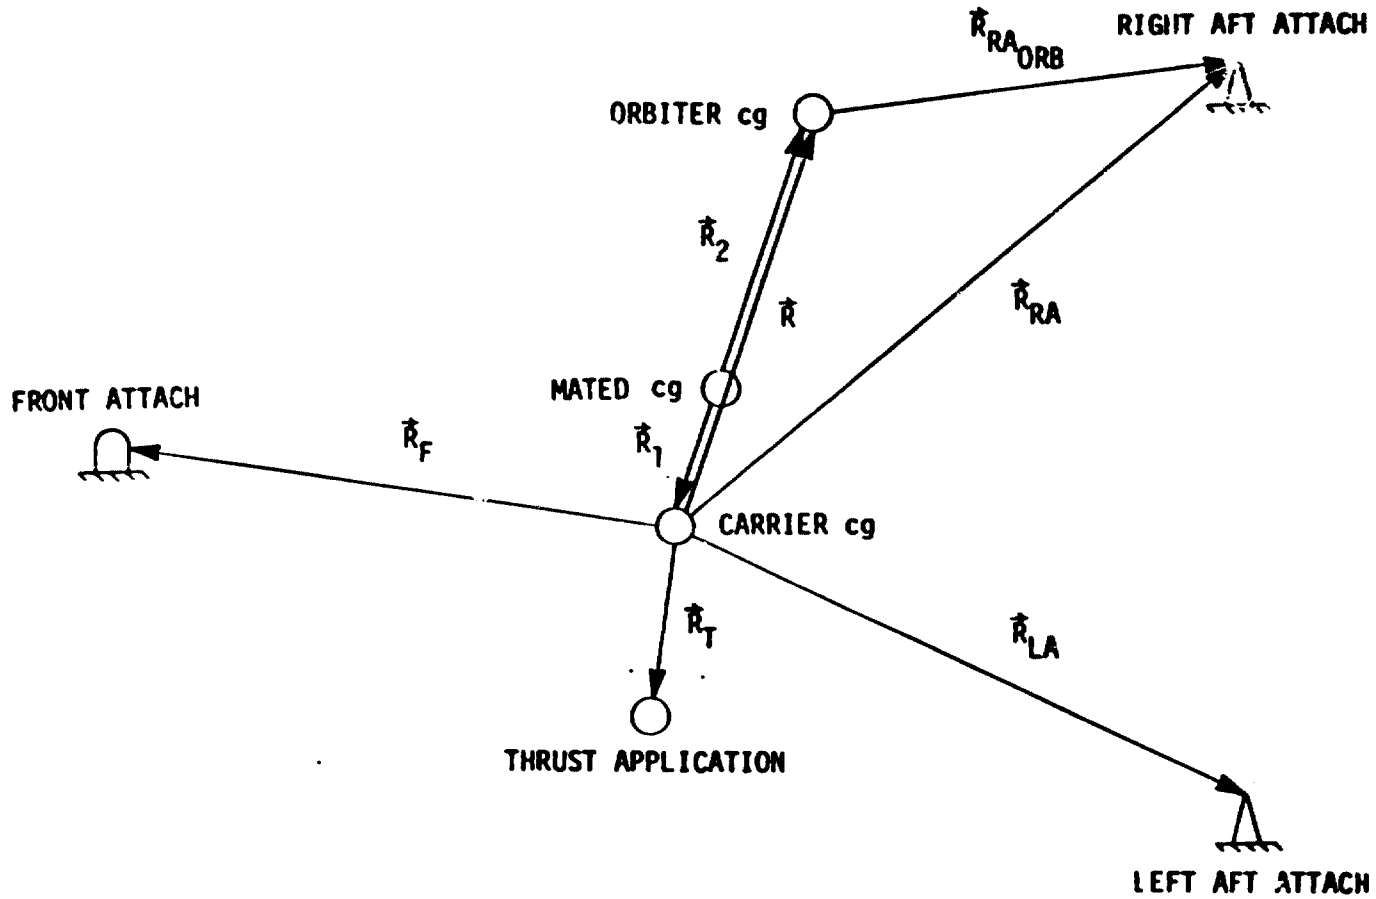 R⃗RA_ORB
RIGHT AFT ATTACH
ORBITER cg
R⃗2
R⃗
R⃗RA
MATED cg
FRONT ATTACH
R⃗F
R⃗1
CARRIER cg
R⃗T
R⃗LA
THRUST APPLICATION
LEFT AFT ATTACH